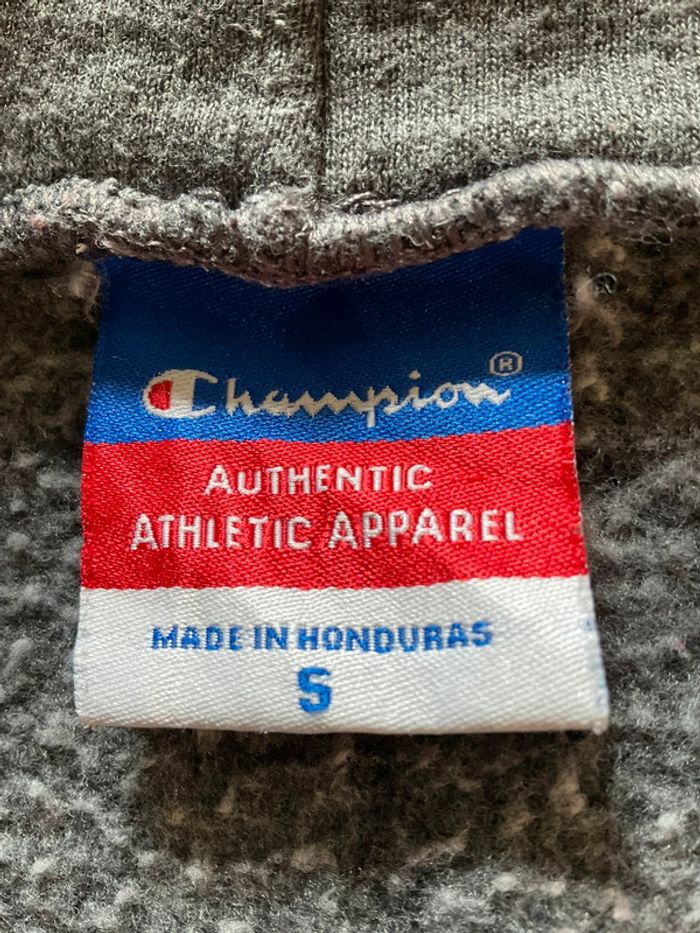 Champion®
AUTHENTIC
ATHLETIC APPAREL
MADE IN HONDURAS
S